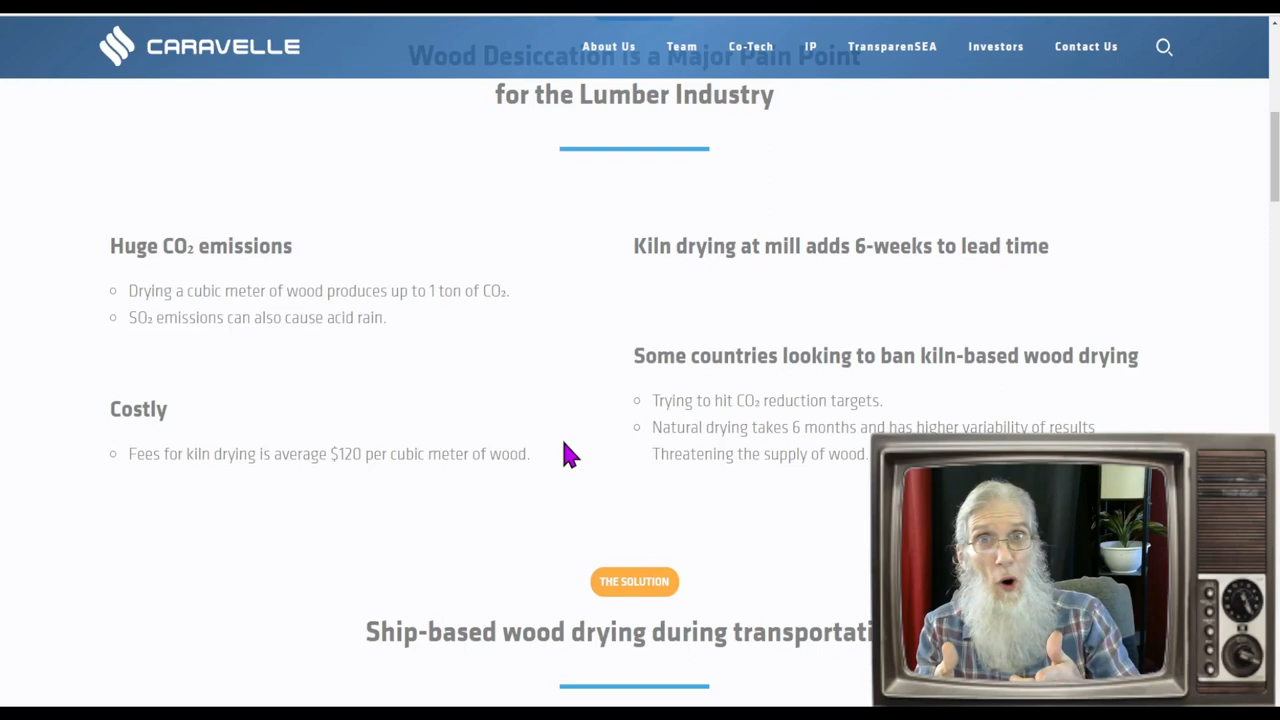 CARAVELLE
About Us
Team
Co-Tech
IP
TransparenSEA
Investors
Contact Us
Wood Desiccation is a Major Pain Point
for the Lumber Industry
Huge CO₂ emissions
Drying a cubic meter of wood produces up to 1 ton of CO₂.
SO₂ emissions can also cause acid rain.
Costly
Fees for kiln drying is average $120 per cubic meter of wood.
Kiln drying at mill adds 6-weeks to lead time
Some countries looking to ban kiln-based wood drying
Trying to hit CO₂ reduction targets.
Natural drying takes 6 months and has higher variability of results
Threatening the supply of wood.
THE SOLUTION
Ship-based wood drying during transportati